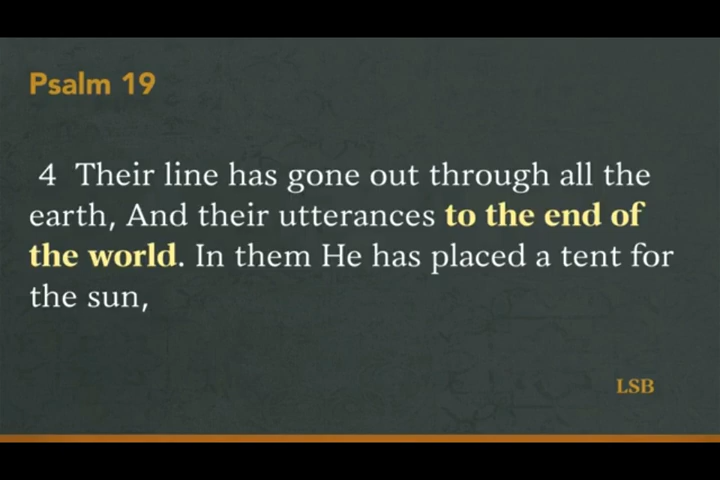 Psalm 19
4 Their line has gone out through all the
earth, And their utterances to the end of
the world. In them He has placed a tent for
the sun,
LSB